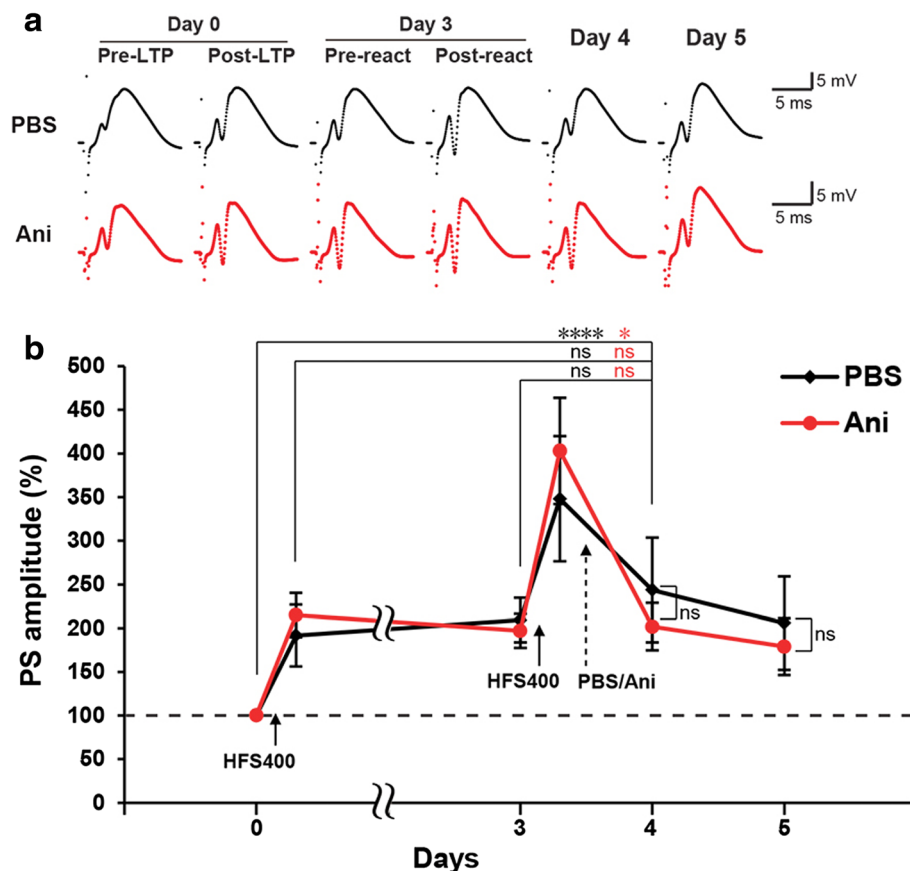 a
Day 0 Day 3 Day 4 Day 5
Pre-LTP Post-LTP Pre-react Post-react
PBS
5 mV
5 ms
Ani
5 mV
5 ms
b
**** *
ns ns
ns ns
500
450
400
350
300
250
200
150
100
50
0
PS amplitude (%)
PBS
Ani
ns
ns
HFS400
HFS400
PBS/Ani
0 3 4 5
Days